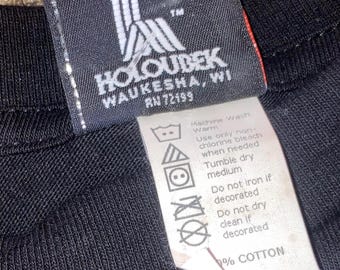 TM
HOLOUBEK
WAUKESHA, WI
RN 72199
Machine Wash
Warm
Use only non-
chlorine bleach
when needed
Tumble dry
medium
Do not iron if
decorated
Do not dry
clean if
decorated
0% COTTON